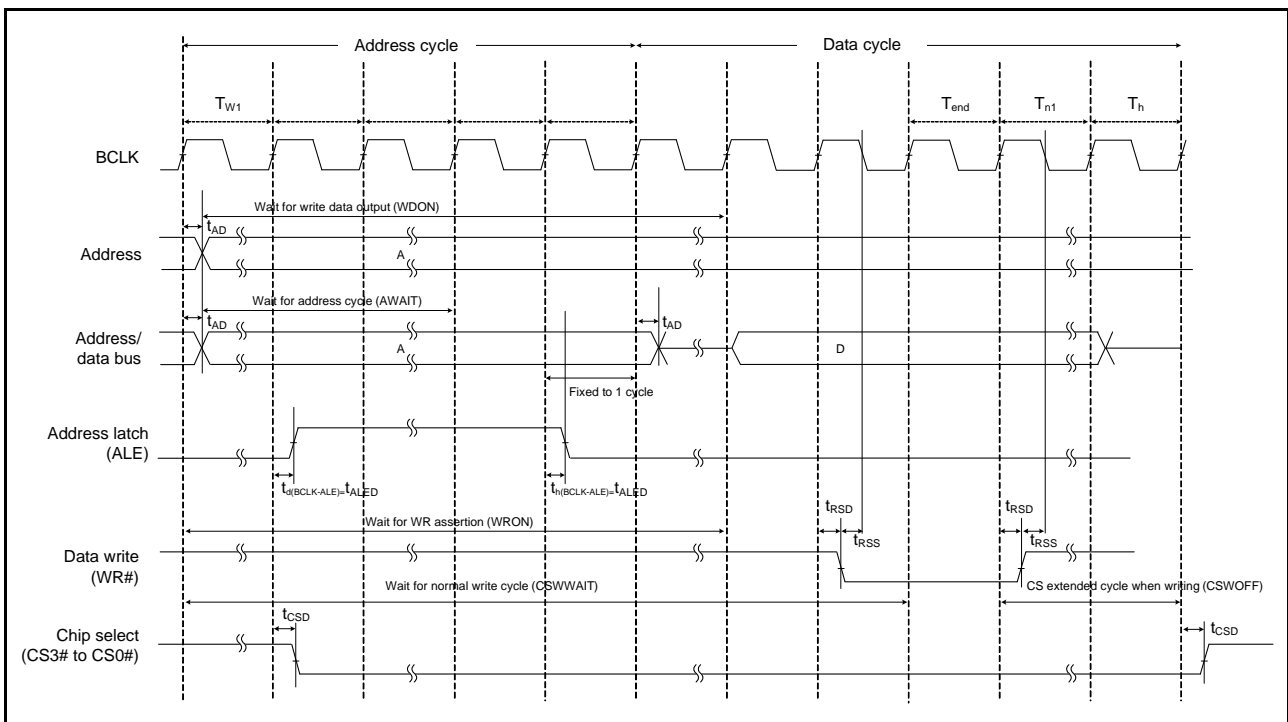 Address cycle
Data cycle
TW1
Tend
Tn1
Th
BCLK
Wait for write data output (WDON)
tAD
Address
A
Wait for address cycle (AWAIT)
tAD
tAD
Address/
data bus
A
D
Fixed to 1 cycle
Address latch
(ALE)
td(BCLK-ALE)=tALED
th(BCLK-ALE)=tALED
tRSD
tRSD
Wait for WR assertion (WRON)
tRSS
tRSS
Data write
(WR#)
Wait for normal write cycle (CSWWAIT)
CS extended cycle when writing (CSWOFF)
tCSD
tCSD
Chip select
(CS3# to CS0#)